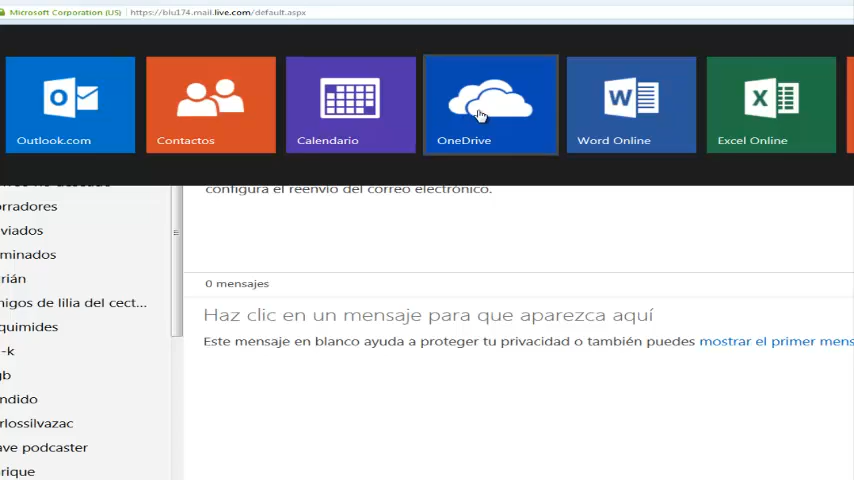 Microsoft Corporation (US) https://blu174.mail.live.com/default.aspx
Outlook.com
Contactos
Calendario
OneDrive
Word Online
Excel Online
configura el reenvío del correo electrónico.
orradores
viados
minados
rián
nigos de lilia del cect...
quimides
-k
gb
ndido
rlossilvazac
ave podcaster
rique
0 mensajes
Haz clic en un mensaje para que aparezca aquí
Este mensaje en blanco ayuda a proteger tu privacidad o también puedes mostrar el primer mens